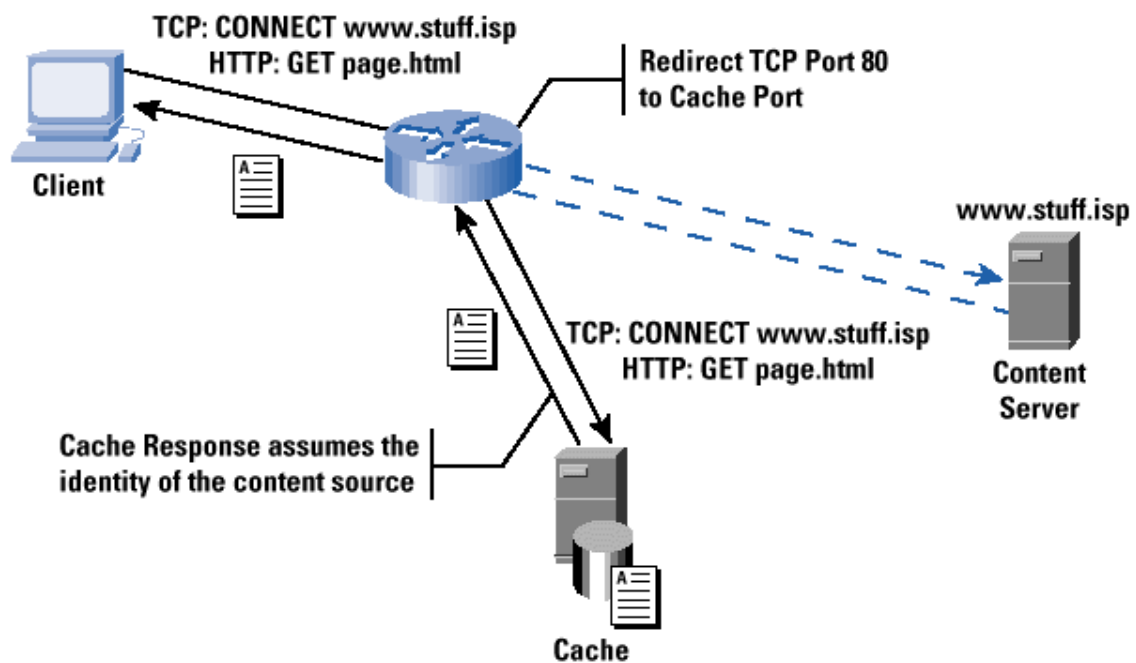 TCP: CONNECT www.stuff.isp
HTTP: GET page.html
Redirect TCP Port 80
to Cache Port
Client
A
www.stuff.isp
A
TCP: CONNECT www.stuff.isp
HTTP: GET page.html
Content
Server
Cache Response assumes the
identity of the content source
A
Cache